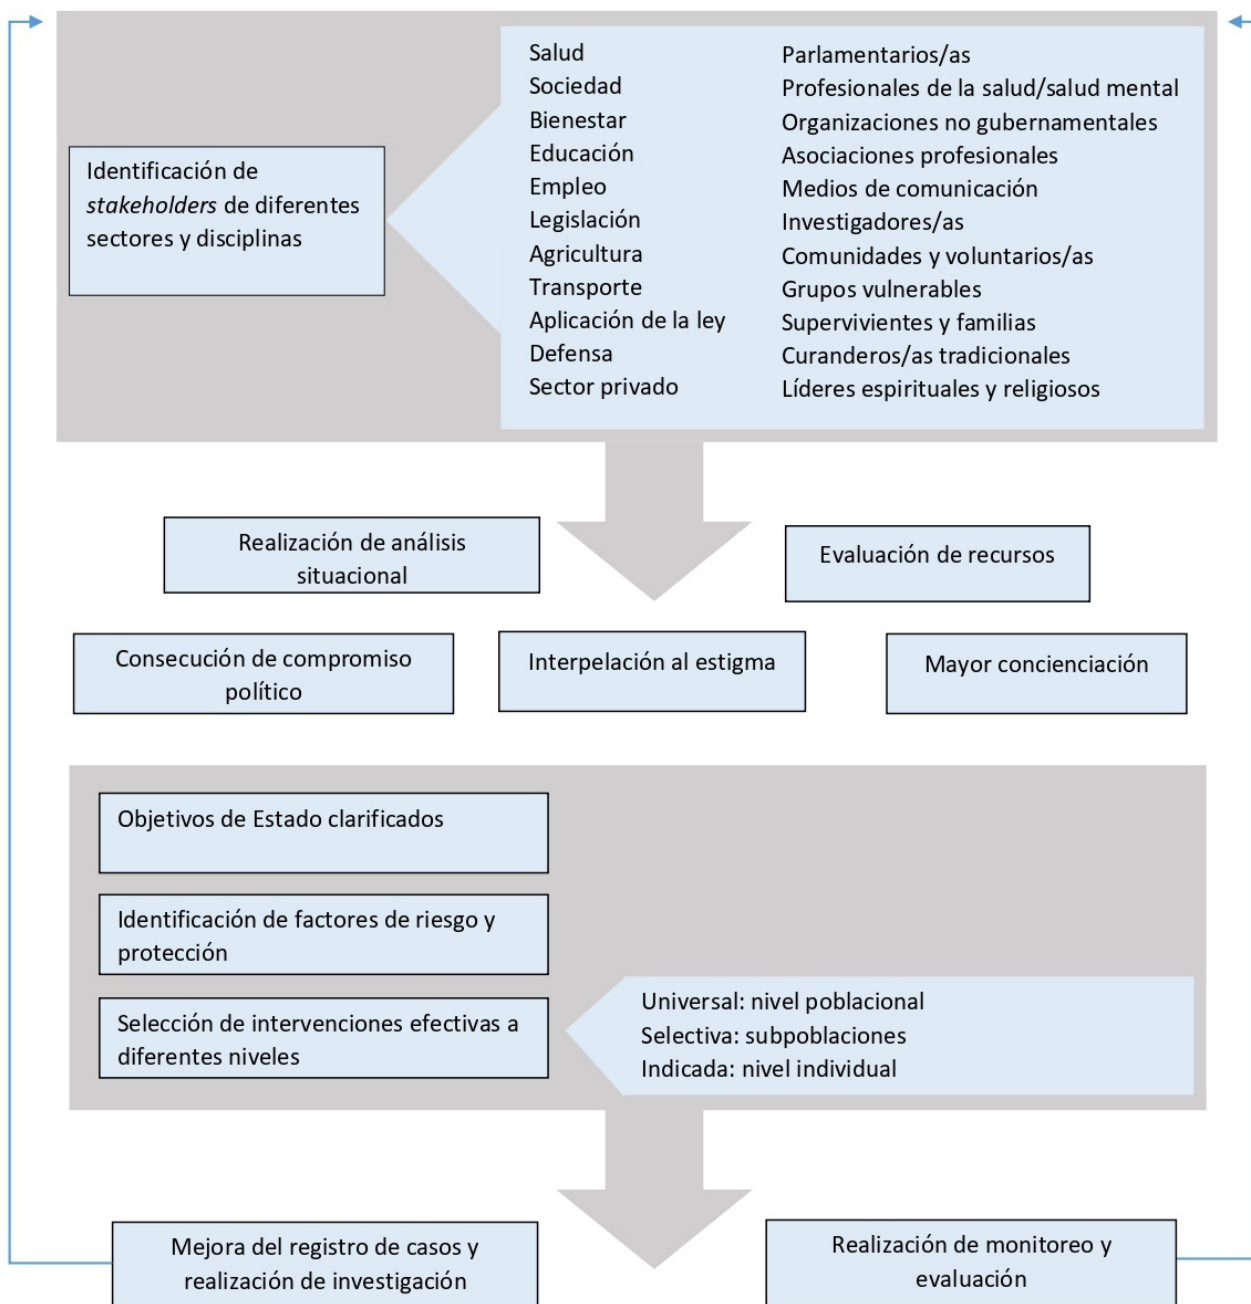 Identificación de
stakeholders de diferentes
sectores y disciplinas
Salud
Sociedad
Bienestar
Educación
Empleo
Legislación
Agricultura
Transporte
Aplicación de la ley
Defensa
Sector privado
Parlamentarios/as
Profesionales de la salud/salud mental
Organizaciones no gubernamentales
Asociaciones profesionales
Medios de comunicación
Investigadores/as
Comunidades y voluntarios/as
Grupos vulnerables
Supervivientes y familias
Curanderos/as tradicionales
Líderes espirituales y religiosos
Realización de análisis
situacional
Evaluación de recursos
Consecución de compromiso
político
Interpelación al estigma
Mayor concienciación
Objetivos de Estado clarificados
Identificación de factores de riesgo y
protección
Selección de intervenciones efectivas a
diferentes niveles
Universal: nivel poblacional
Selectiva: subpoblaciones
Indicada: nivel individual
Mejora del registro de casos y
realización de investigación
Realización de monitoreo y
evaluación